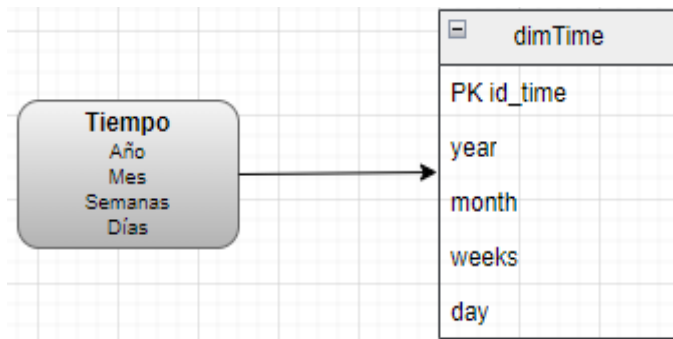 Tiempo
Año
Mes
Semanas
Días
dimTime
PK id_time
year
month
weeks
day